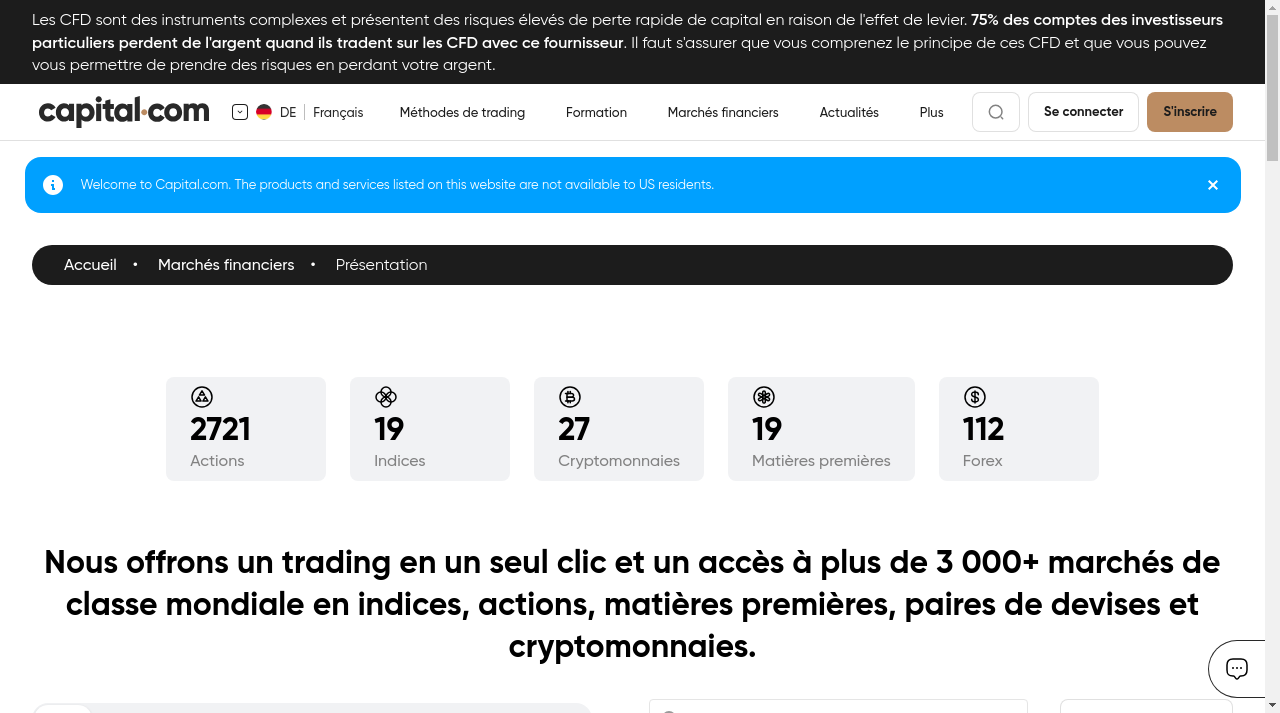 Les CFD sont des instruments complexes et présentent des risques élevés de perte rapide de capital en raison de l'effet de levier. 75% des comptes des investisseurs
particuliers perdent de l'argent quand ils tradent sur les CFD avec ce fournisseur. Il faut s'assurer que vous comprenez le principe de ces CFD et que vous pouvez
vous permettre de prendre des risques en perdant votre argent.
capital.com DE Français Méthodes de trading Formation Marchés financiers Actualités Plus Se connecter S'inscrire
Welcome to Capital.com. The products and services listed on this website are not available to US residents.
Accueil • Marchés financiers • Présentation
2721 19 27 19 112
Actions Indices Cryptomonnaies Matières premières Forex
Nous offrons un trading en un seul clic et un accès à plus de 3 000+ marchés de
classe mondiale en indices, actions, matières premières, paires de devises et
cryptomonnaies.